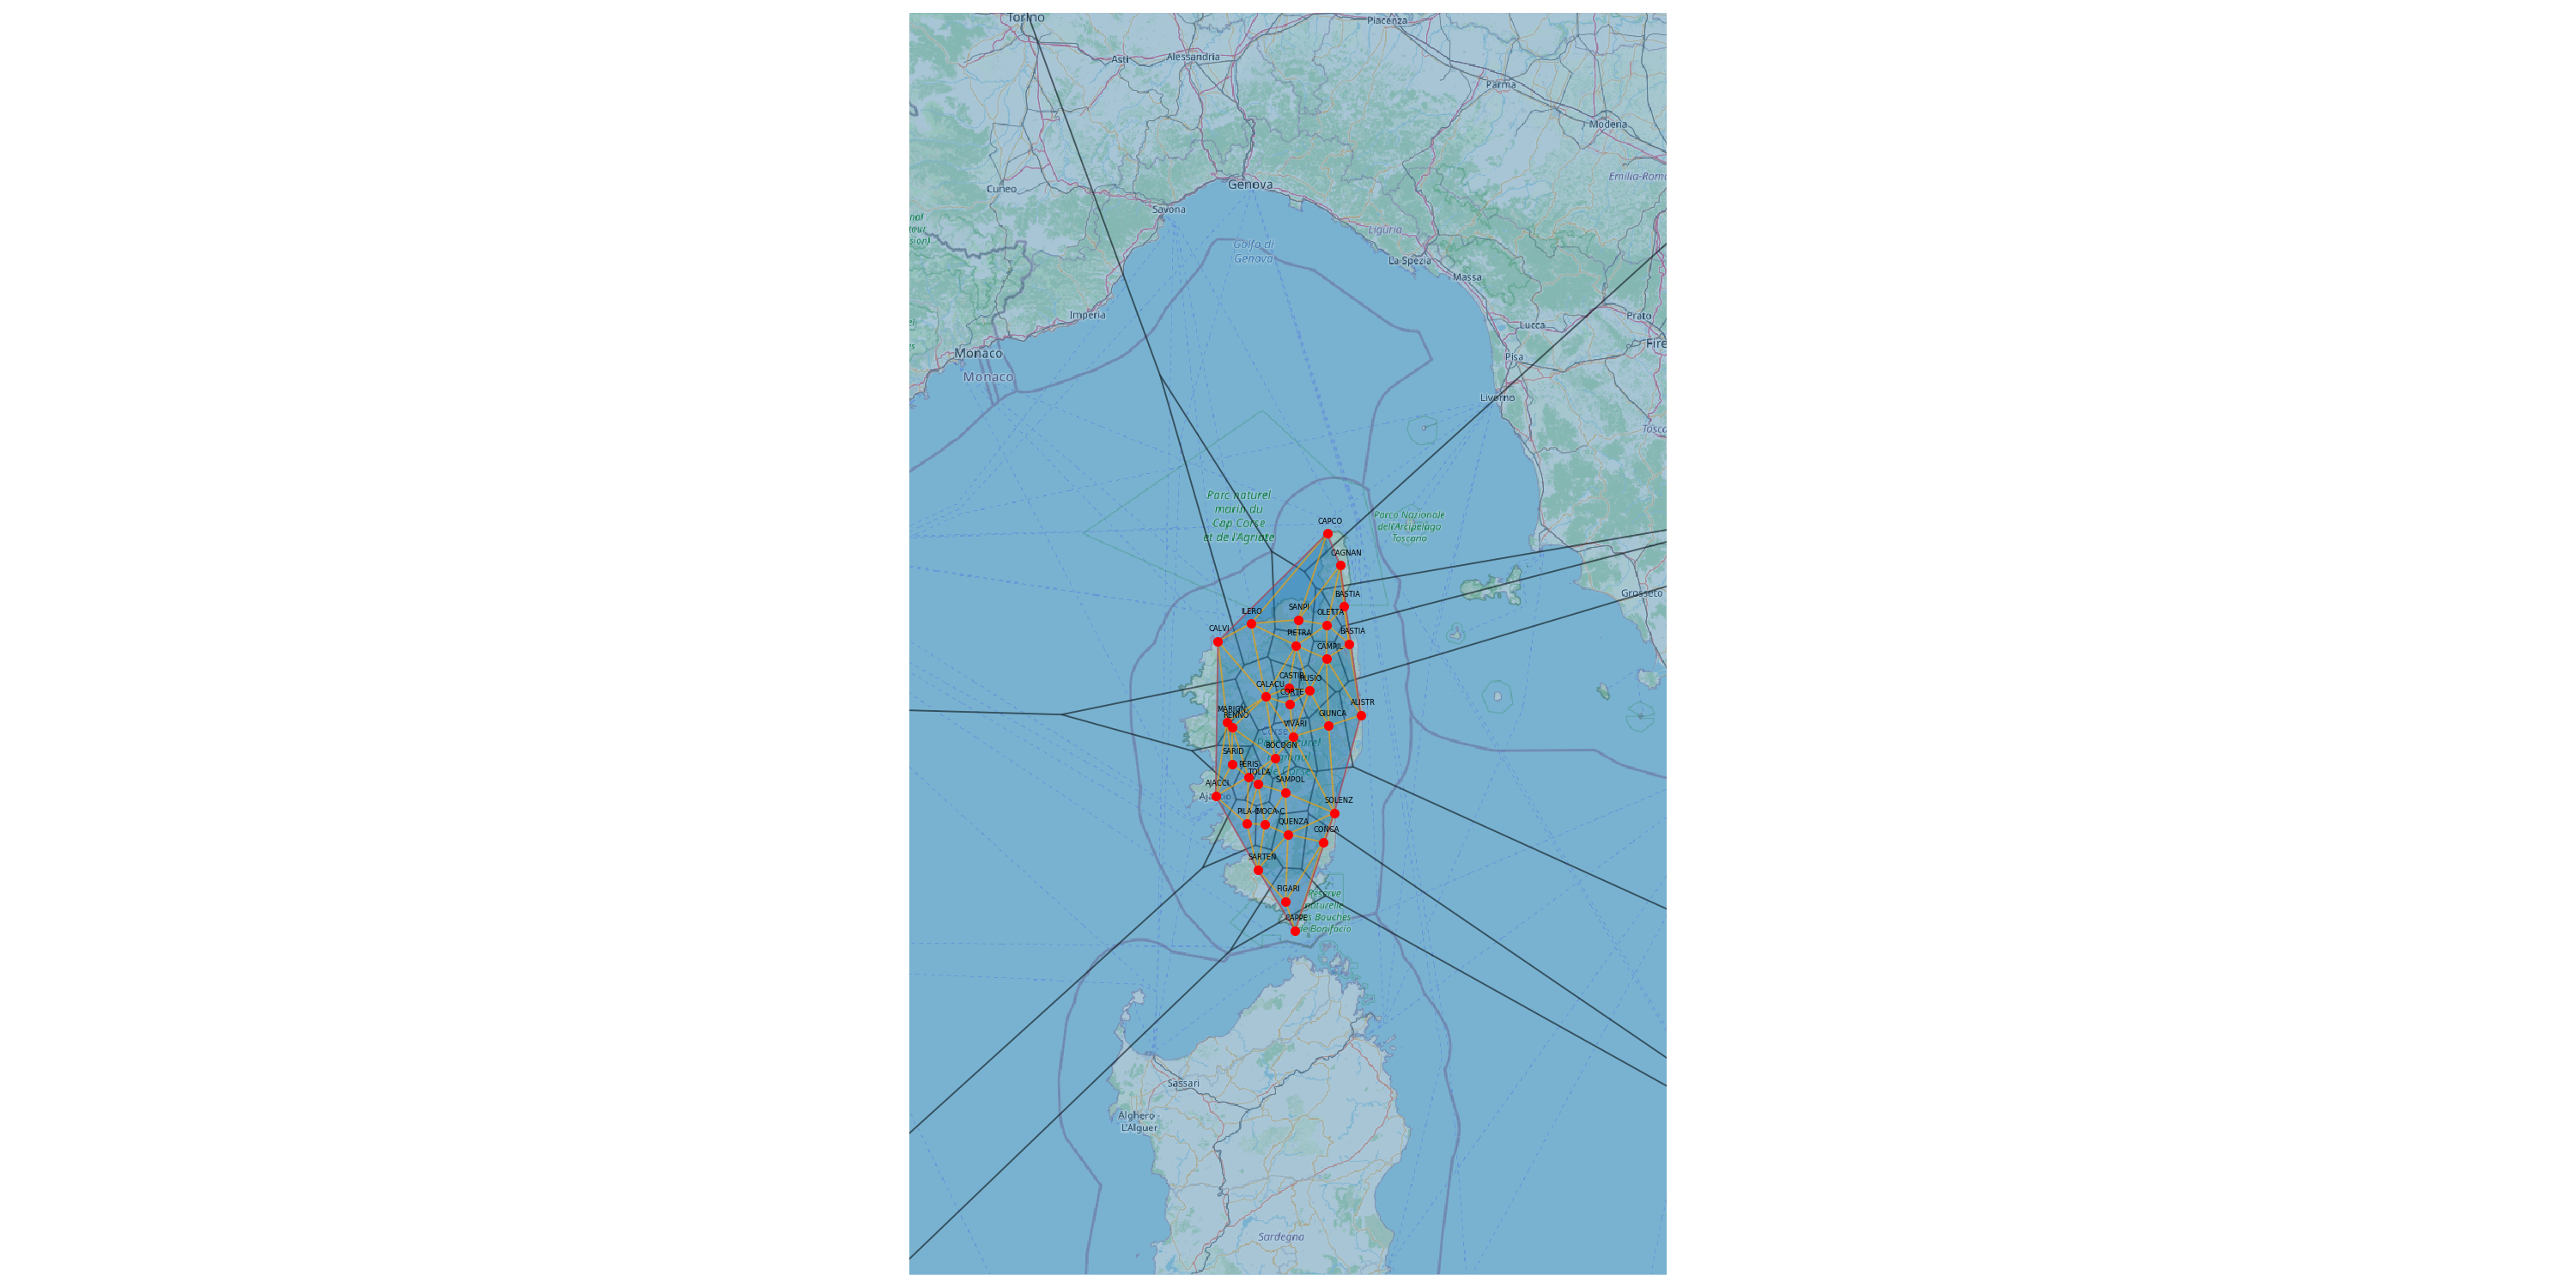 Torino
Piacenza
Asti
Alessandria
Parma
Modena
Emilia-Rom
Cuneo
Genova
Savona
Liguria
Golfo di
Genova
La Spezia
Massa
Imperia
Lucca
Prato
Monaco
Fire
Pisa
Monaco
Livorno
Tosca
Parc naturel
marin du
Cap Corse
et de l'Agriate
Parco Nazionale
dell'Arcipelago
Toscano
CAPCO
CAGNAN
Grosseto
BASTIA
ILERO
SANPI
OLETTA
CALVI
PIETRA
BASTIA
CAMPIL
CASTIR
RUSIO
CALACU
CORTE
ALISTR
MARIGN
RENNO
GIUNCA
VIVARI
BOCOGN
SARID
PERIS
TOLLA
SAMPOL
AJACCI
SOLENZ
PILA-C
MOCA-C
QUENZA
CONCA
SARTEN
FIGARI
Réserve
naturelle
CAPPE
s Bouches
de Bonifacio
Sassari
Alghero
L'Alguer
Sardegna